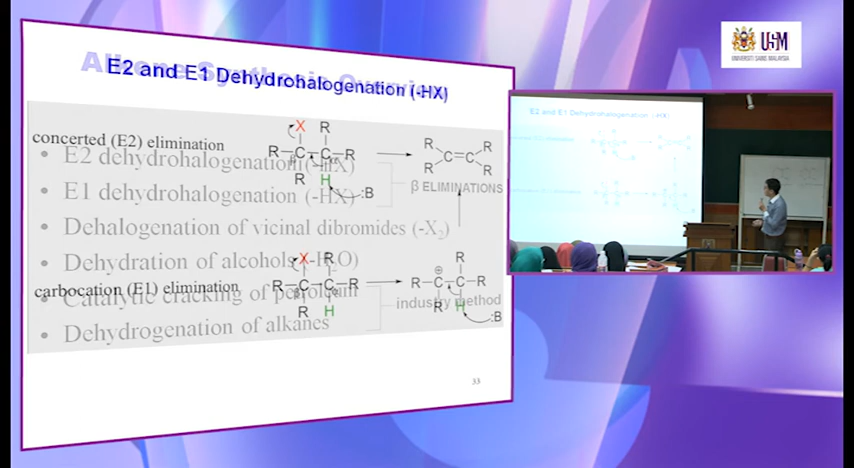 USM
UNIVERSITI SAINS MALAYSIA
Alkene Synthesis Overview
E2 and E1 Dehydrohalogenation (-HX)
concerted (E2) elimination
• E2 dehydrohalogenation (-HX)
• E1 dehydrohalogenation (-HX)
• Dehalogenation of vicinal dibromides (-X₂)
• Dehydration of alcohols (-H₂O)
carbocation (E1) elimination
• Catalytic cracking of petroleum
• Dehydrogenation of alkanes
X R
R-C-C-R
β α
R H
:B
R R
C=C
R R
β ELIMINATIONS
X R
R-C-C-R
β α
R H
⊕ R
R-C-C-R
industry method
R H
:B
33
E2 and E1 Dehydrohalogenation (-HX)